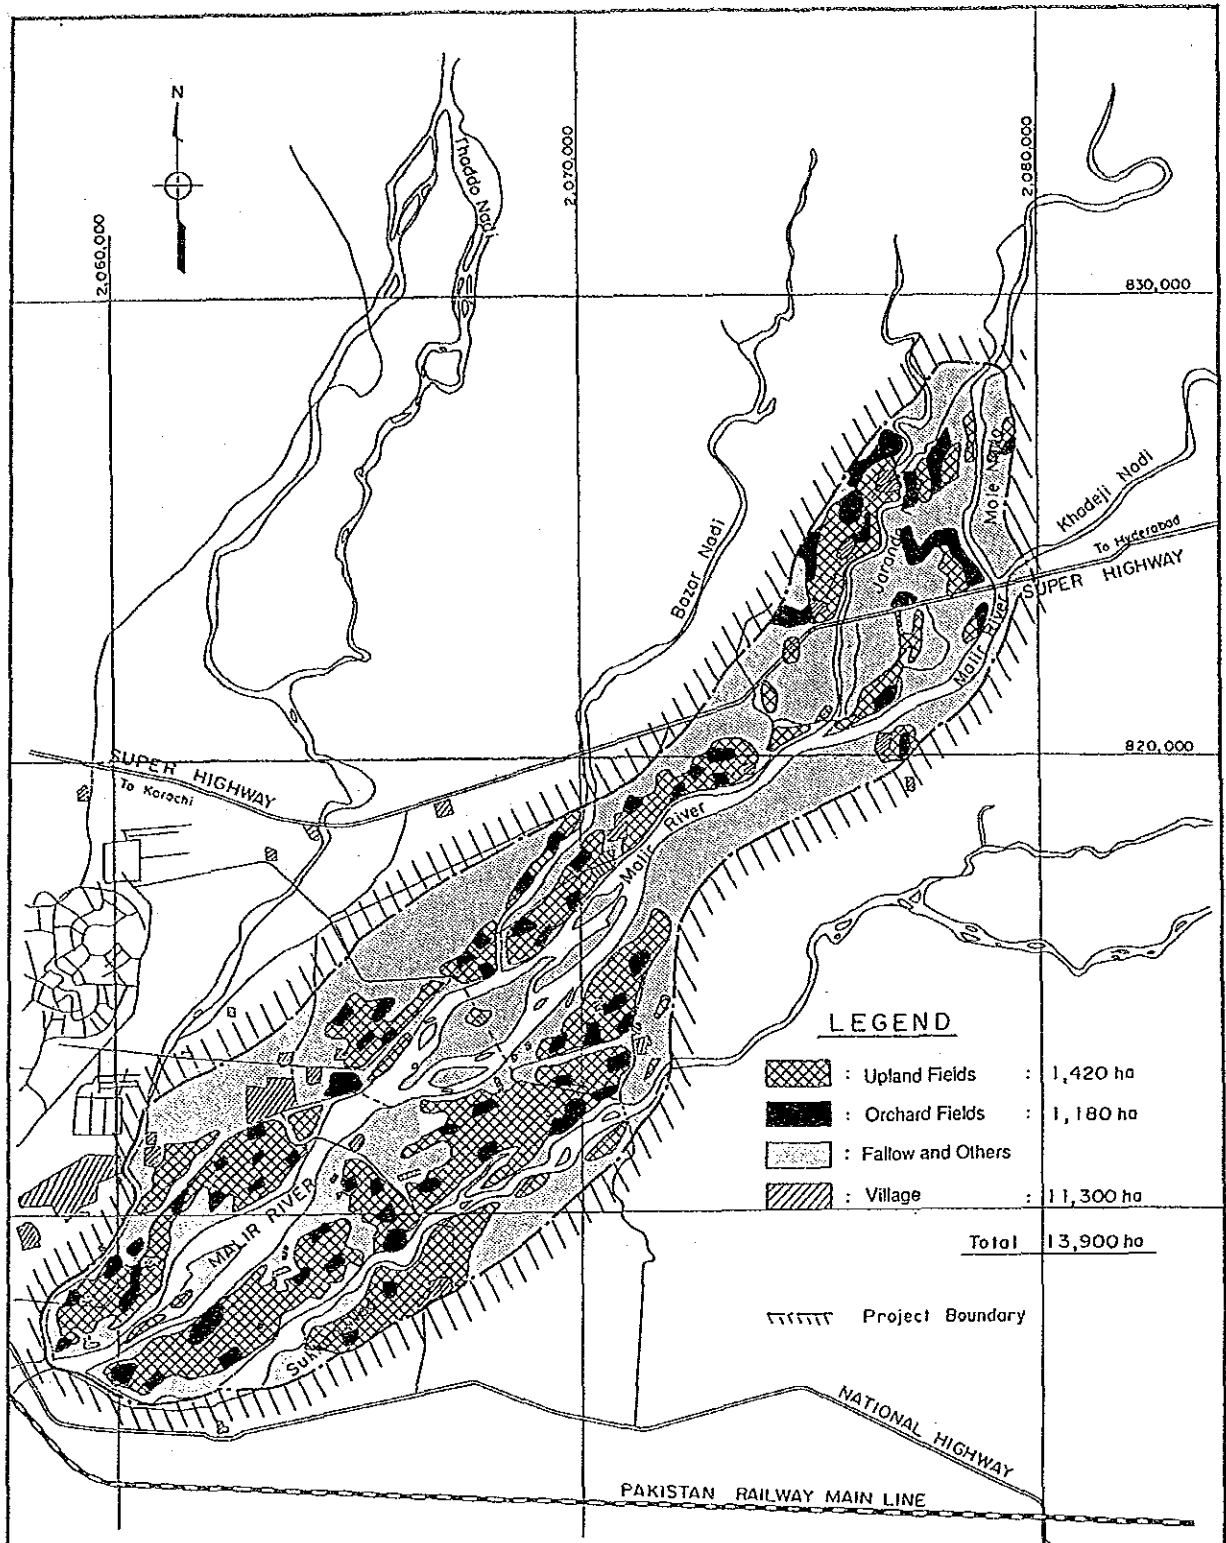 N
Thaddo Nadi
2,060,000
2,070,000
2,080,000
830,000
Bazar Nadi
Jarando
Mole Nadi
Khadeji Nadi
To Hyderabad
SUPER HIGHWAY
Malir River
820,000
SUPER HIGHWAY
To Karachi
Malir River
MALIR RIVER
LEGEND
: Upland Fields : 1,420 ha
: Orchard Fields : 1,180 ha
: Fallow and Others
: Village : 11,300 ha
Total 13,900 ha
Project Boundary
NATIONAL HIGHWAY
PAKISTAN RAILWAY MAIN LINE